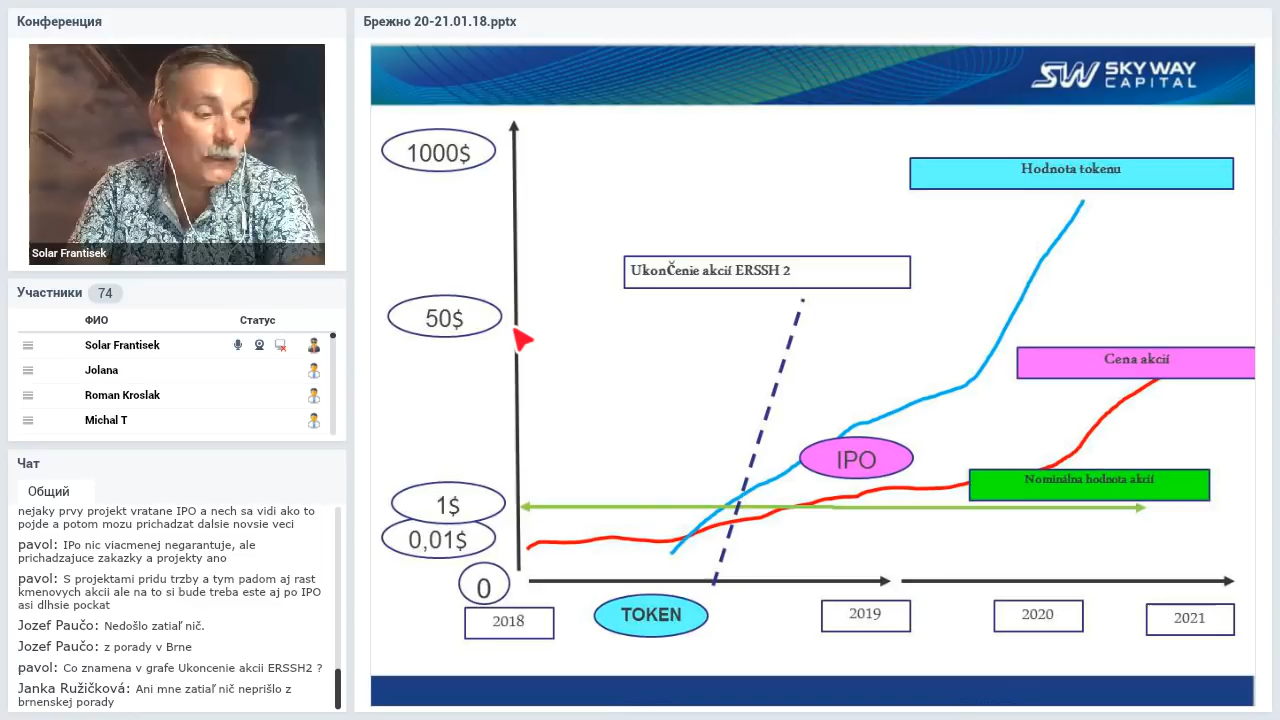 Конференция
Solar Frantisek
Участники 74
ФИО Статус
Solar Frantisek
Jolana
Roman Kroslak
Michal T
Чат
Общий
prvy projekt vratane IPO a nech sa vidi ako to
pojde a potom mozu prichadzat dalsie novsie veci
pavol: IPo nic viacmenej negarantuje, ale
prichadzajuce zakazky a projekty ano
pavol: S projektami pridu trzby a tym padom aj rast
kmenovych akcii ale na to si bude treba este aj po IPO
asi dlhsie pockat
Jozef Paučo: Nedošlo zatiaľ nič.
Jozef Paučo: z porady v Brne
pavol: Co znamena v grafe Ukoncenie akcii ERSSH2 ?
Janka Ružičková: Ani mne zatiaľ nič neprišlo z
brnenskej porady
Брежно 20-21.01.18.pptx
SW SKY WAY
CAPITAL
1000$
Hodnota tokenu
UkonČenie akcií ERSSH 2
50$
Cena akcií
IPO
Nominálna hodnota akcií
1$
0,01$
0
2018
TOKEN
2019
2020
2021